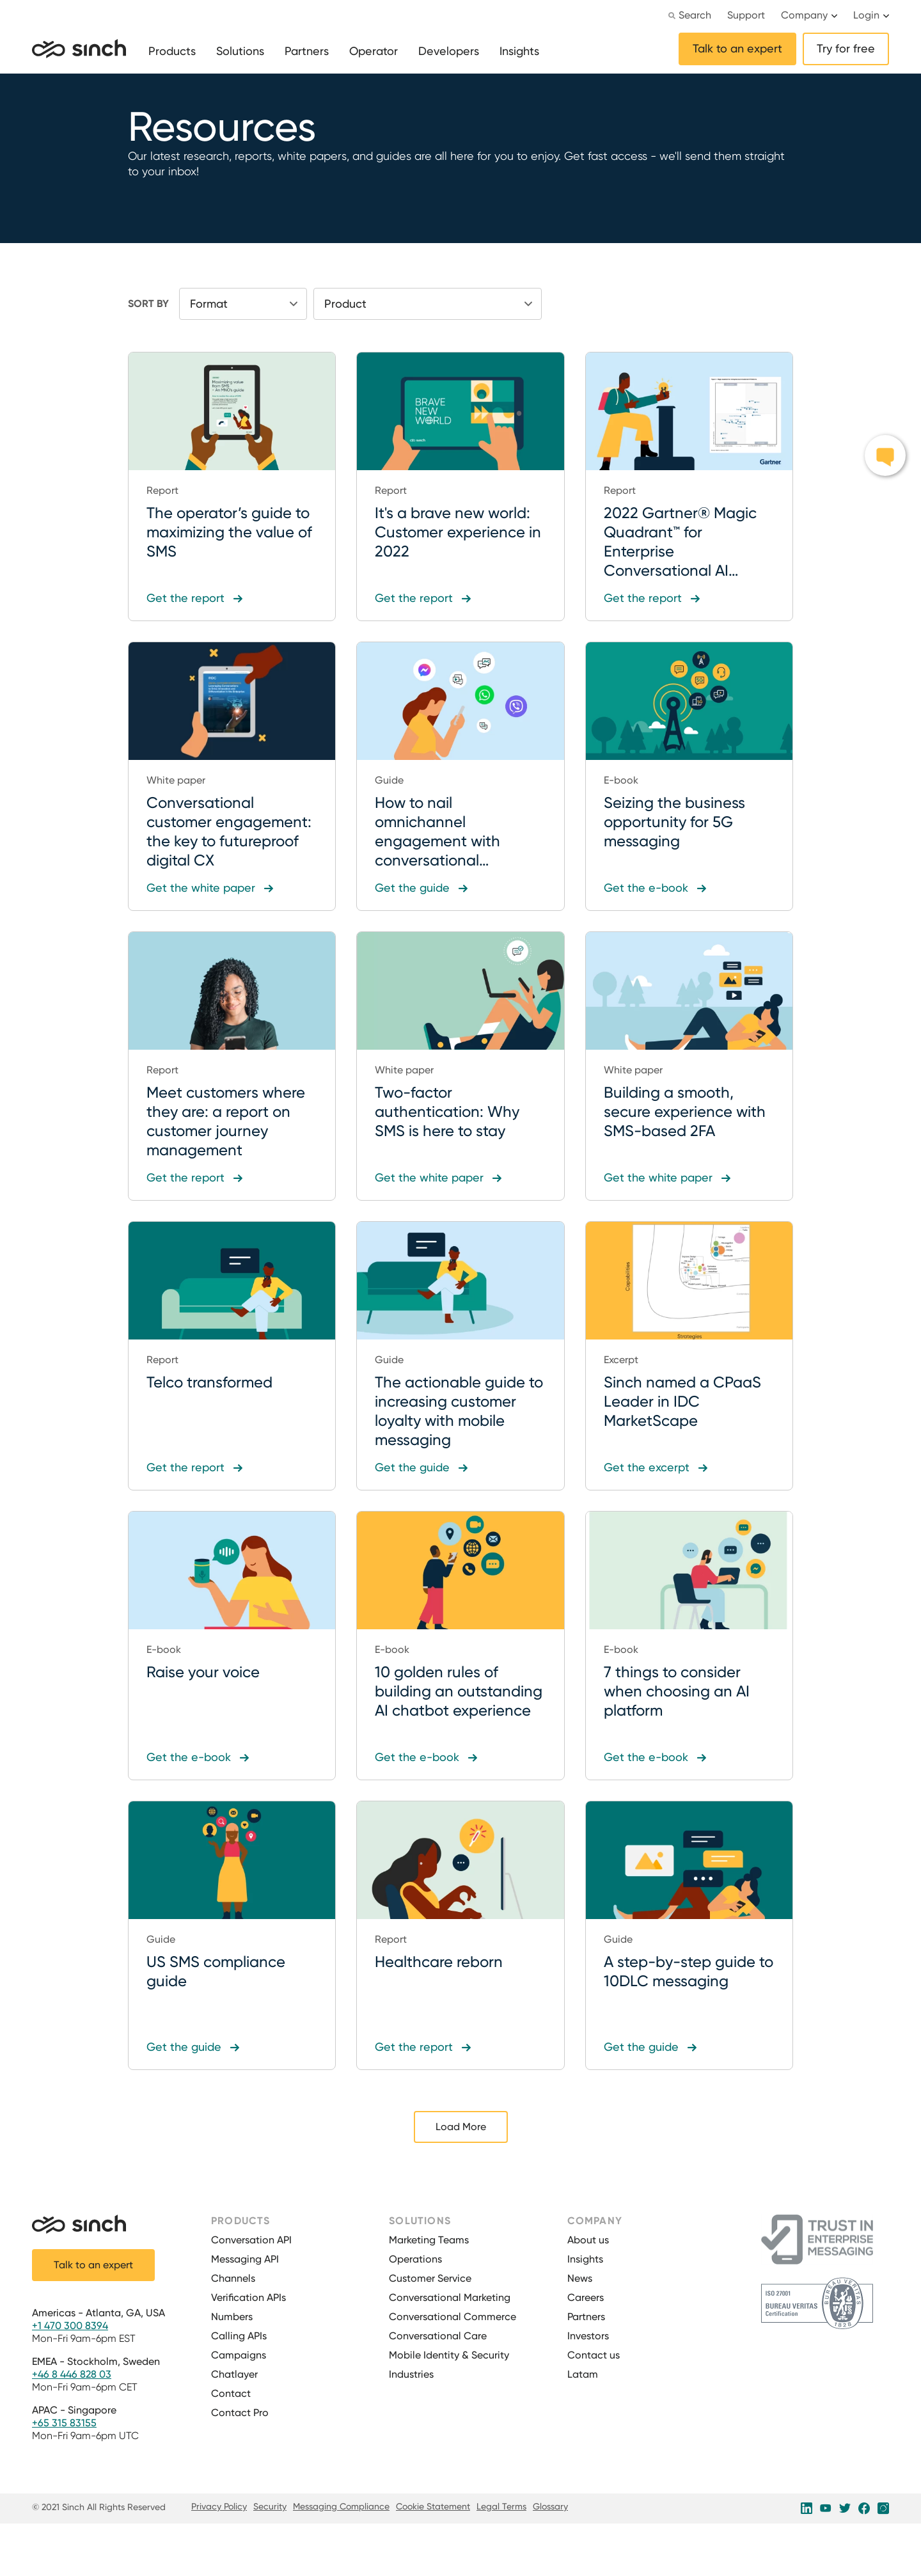 Search
Support
Company
Login
sinch
Products
Solutions
Partners
Operator
Developers
Insights
Talk to an expert
Try for free
Resources
Our latest research, reports, white papers, and guides are all here for you to enjoy. Get fast access - we'll send them straight
to your inbox!
SORT BY
Format
Product
BRAVE
NEW
WORLD
Gartner
Report
The operator’s guide to
maximizing the value of
SMS
Get the report
Report
It's a brave new world:
Customer experience in
2022
Get the report
Report
2022 Gartner® Magic
Quadrant™ for
Enterprise
Conversational AI...
Get the report
White paper
Conversational
customer engagement:
the key to futureproof
digital CX
Get the white paper
Guide
How to nail
omnichannel
engagement with
conversational...
Get the guide
E-book
Seizing the business
opportunity for 5G
messaging
Get the e-book
Report
Meet customers where
they are: a report on
customer journey
management
Get the report
White paper
Two-factor
authentication: Why
SMS is here to stay
Get the white paper
White paper
Building a smooth,
secure experience with
SMS-based 2FA
Get the white paper
Capabilities
Strategies
Report
Telco transformed
Get the report
Guide
The actionable guide to
increasing customer
loyalty with mobile
messaging
Get the guide
Excerpt
Sinch named a CPaaS
Leader in IDC
MarketScape
Get the excerpt
E-book
Raise your voice
Get the e-book
E-book
10 golden rules of
building an outstanding
AI chatbot experience
Get the e-book
E-book
7 things to consider
when choosing an AI
platform
Get the e-book
Guide
US SMS compliance
guide
Get the guide
Report
Healthcare reborn
Get the report
Guide
A step-by-step guide to
10DLC messaging
Get the guide
Load More
sinch
Talk to an expert
Americas - Atlanta, GA, USA
+1 470 300 8394
Mon-Fri 9am-6pm EST
EMEA - Stockholm, Sweden
+46 8 446 828 03
Mon-Fri 9am-6pm CET
APAC - Singapore
+65 315 83155
Mon-Fri 9am-6pm UTC
PRODUCTS
Conversation API
Messaging API
Channels
Verification APIs
Numbers
Calling APIs
Campaigns
Chatlayer
Contact
Contact Pro
SOLUTIONS
Marketing Teams
Operations
Customer Service
Conversational Marketing
Conversational Commerce
Conversational Care
Mobile Identity & Security
Industries
COMPANY
About us
Insights
News
Careers
Partners
Investors
Contact us
Latam
TRUST IN
ENTERPRISE
MESSAGING
ISO 27001
BUREAU VERITAS
Certification
BUREAU VERITAS
1828
© 2021 Sinch All Rights Reserved
Privacy Policy
Security
Messaging Compliance
Cookie Statement
Legal Terms
Glossary